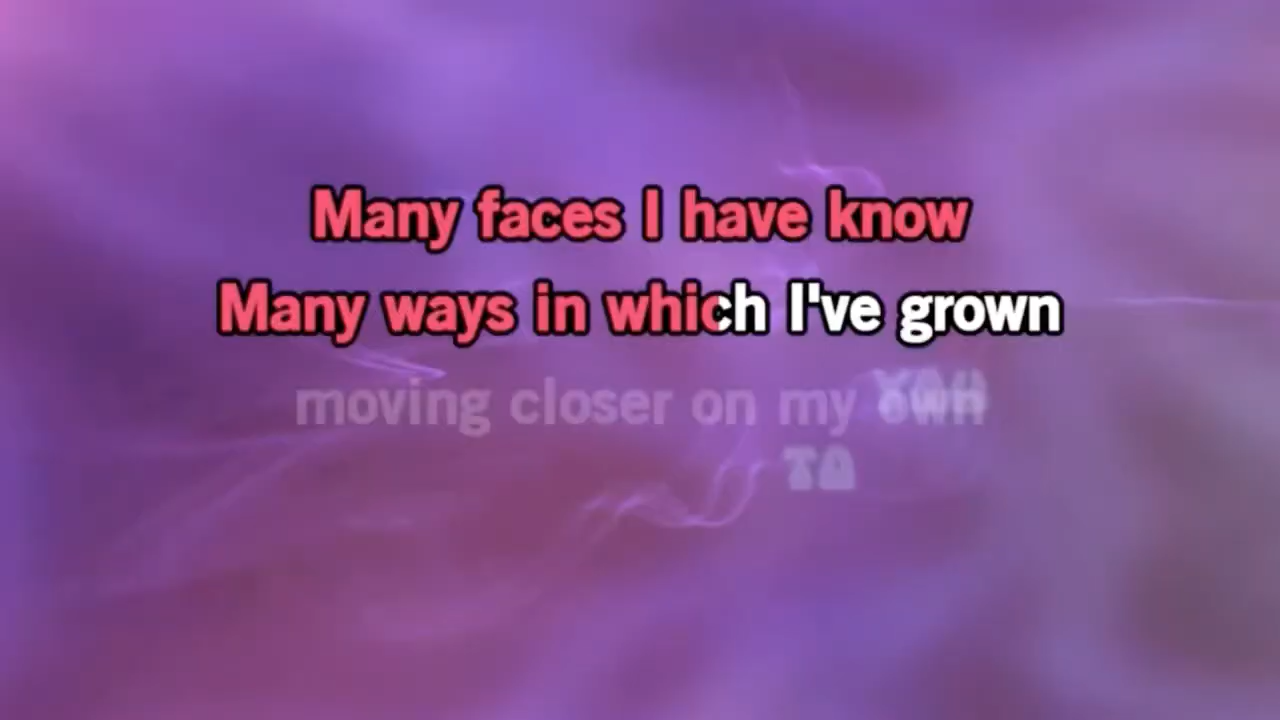 Many faces I have know
Many ways in which I've grown
moving closer on my own